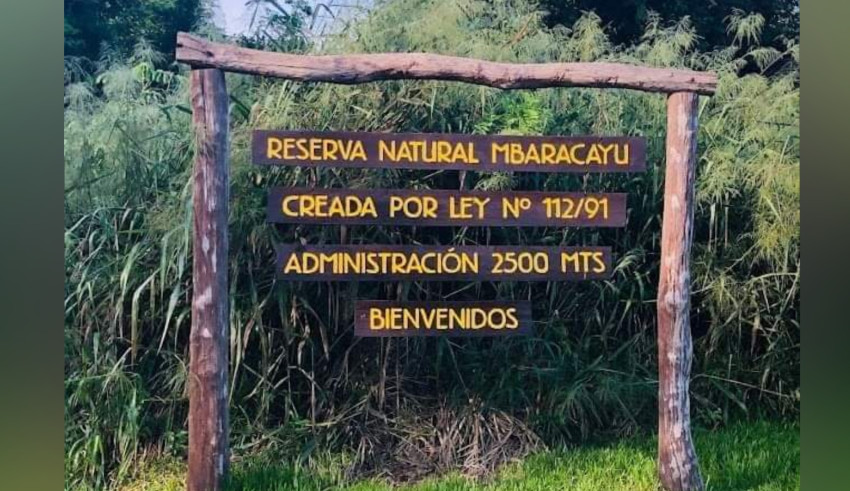 RESERVA NATURAL MBARACAYU
CREADA POR LEY Nº 112/91
ADMINISTRACIÓN 2500 MTS
BIENVENIDOS